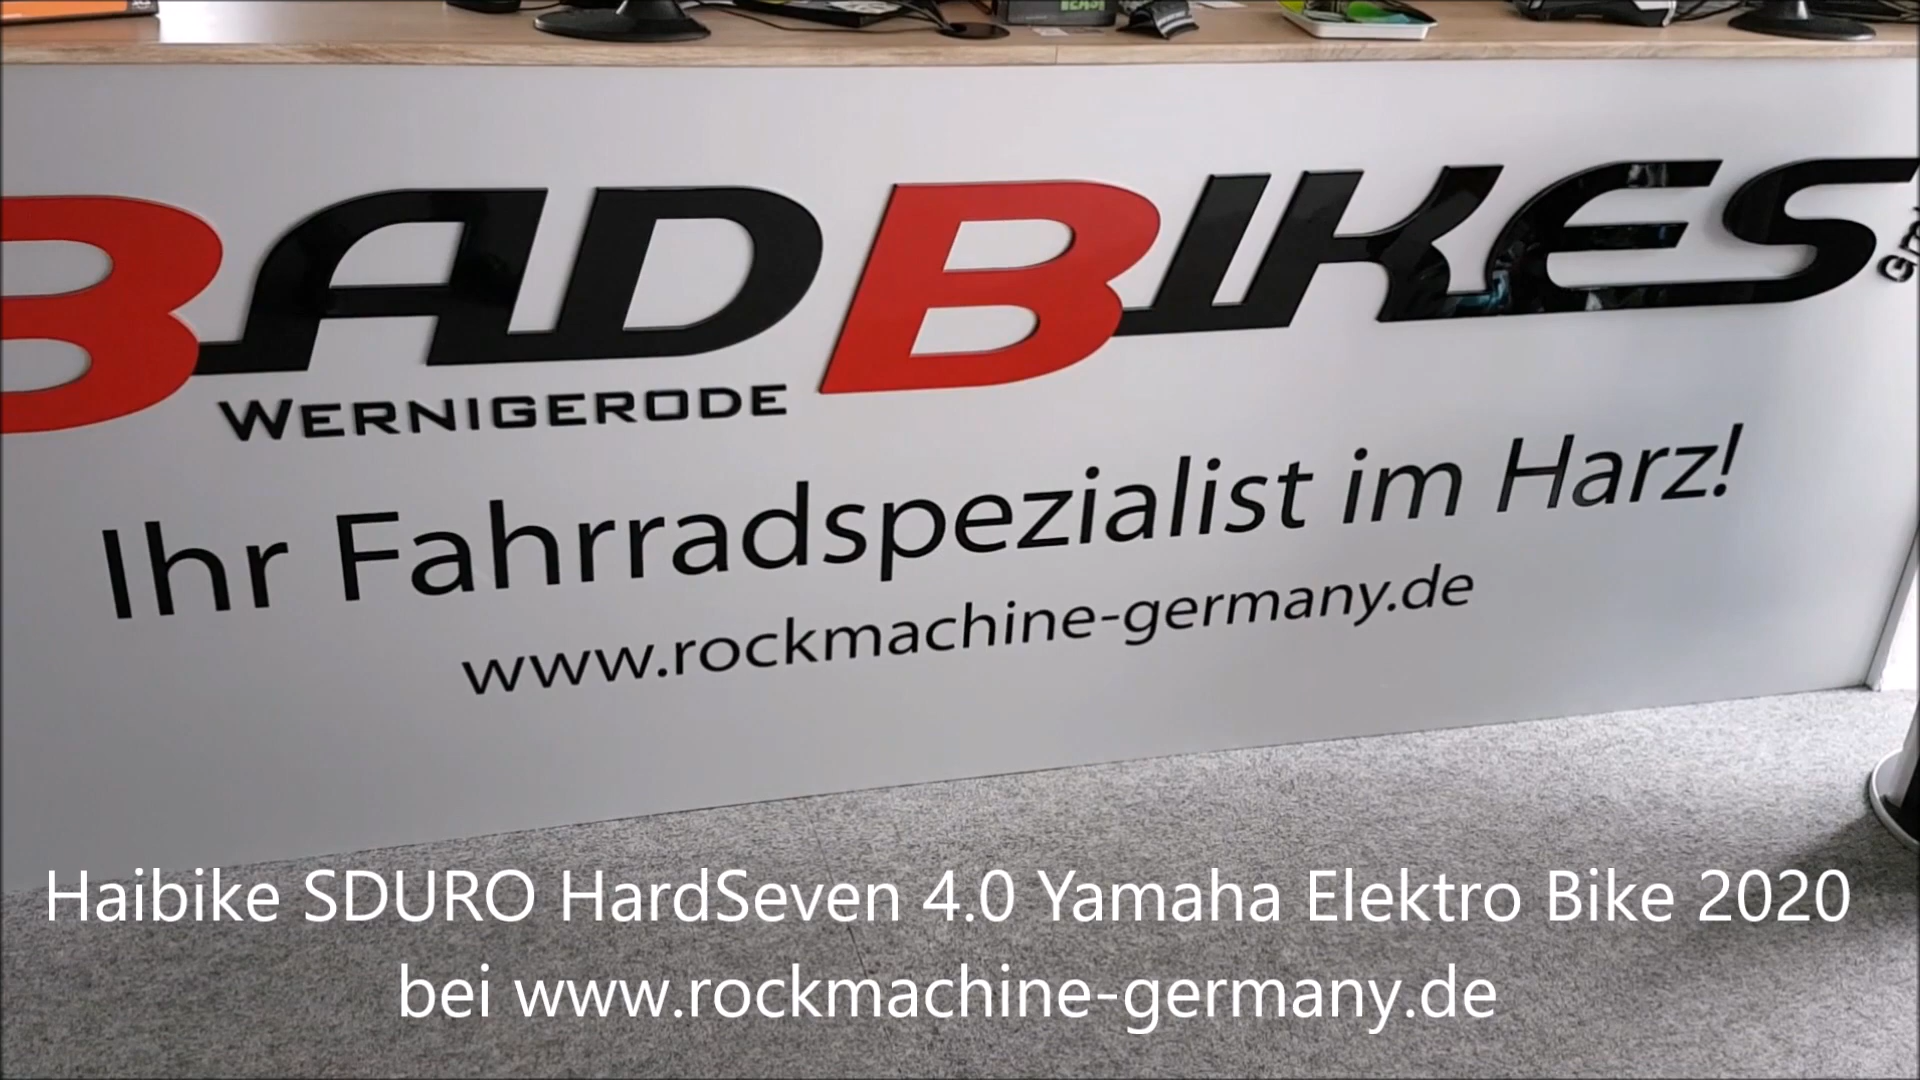 BADBIKES
WERNIGERODE
Ihr Fahrradspezialist im Harz!
www.rockmachine-germany.de
Haibike SDURO HardSeven 4.0 Yamaha Elektro Bike 2020
bei www.rockmachine-germany.de